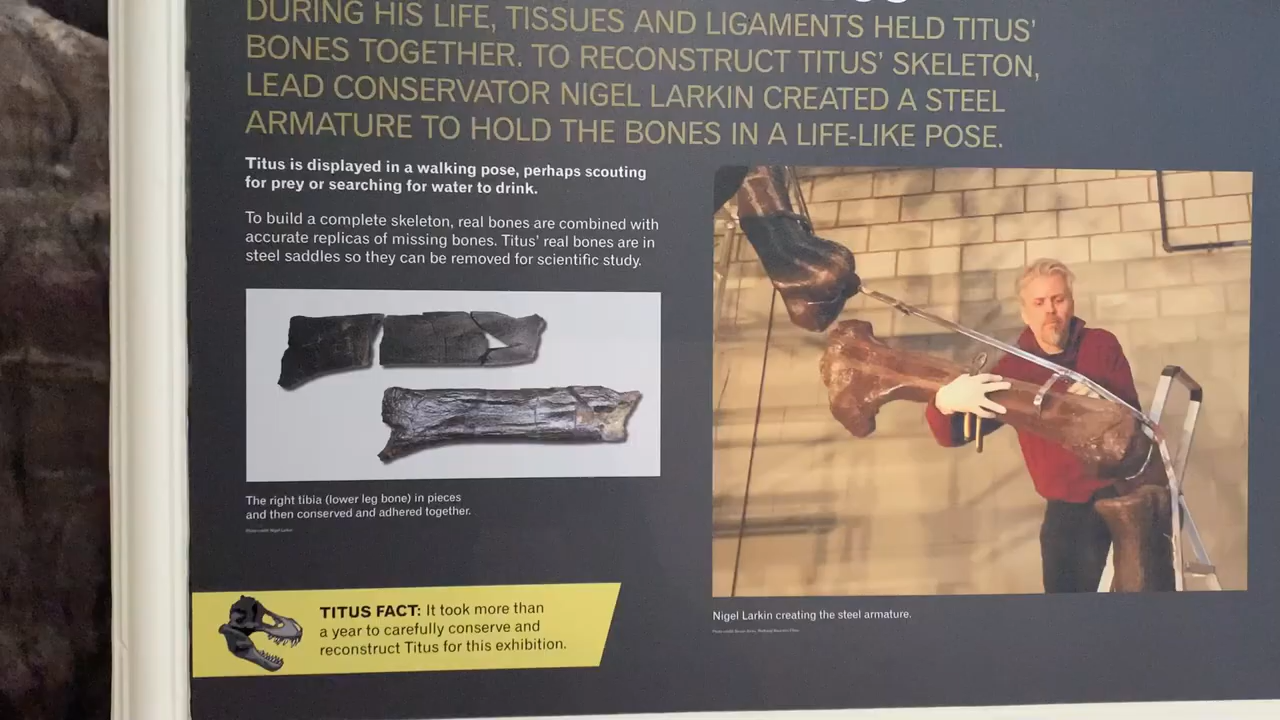 DURING HIS LIFE, TISSUES AND LIGAMENTS HELD TITUS'
BONES TOGETHER. TO RECONSTRUCT TITUS' SKELETON,
LEAD CONSERVATOR NIGEL LARKIN CREATED A STEEL
ARMATURE TO HOLD THE BONES IN A LIFE-LIKE POSE.
Titus is displayed in a walking pose, perhaps scouting
for prey or searching for water to drink.
To build a complete skeleton, real bones are combined with
accurate replicas of missing bones. Titus' real bones are in
steel saddles so they can be removed for scientific study.
The right tibia (lower leg bone) in pieces
and then conserved and adhered together.
TITUS FACT: It took more than
a year to carefully conserve and
reconstruct Titus for this exhibition.
Nigel Larkin creating the steel armature.